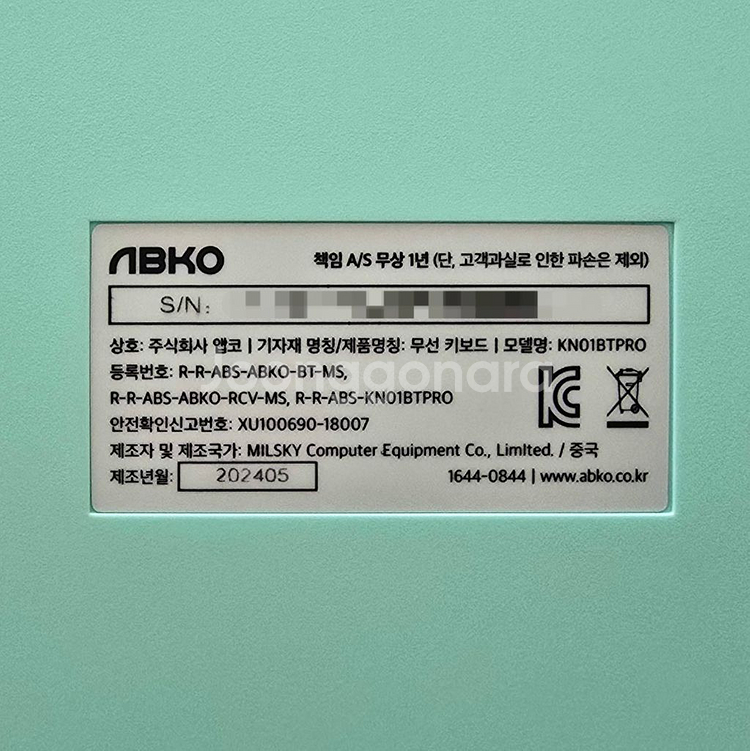 ABKO
책임 A/S 무상 1년 (단, 고객과실로 인한 파손은 제외)
S/N:
상호: 주식회사 앱코 | 기자재 명칭/제품명칭: 무선 키보드 | 모델명: KN01BTPRO
등록번호: R-R-ABS-ABKO-BT-MS,
R-R-ABS-ABKO-RCV-MS, R-R-ABS-KN01BTPRO
안전확인신고번호: XU100690-18007
제조자 및 제조국가: MILSKY Computer Equipment Co., Limlted. / 중국
제조년월: 202405
1644-0844 | www.abko.co.kr
Joonggonara